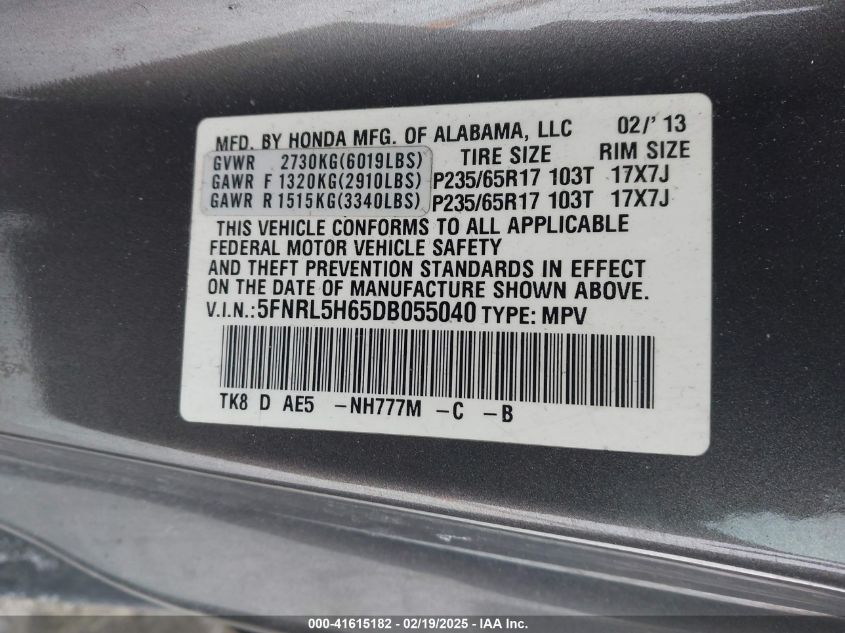 MFD. BY HONDA MFG. OF ALABAMA, LLC 02/'13
GVWR 2730KG(6019LBS) TIRE SIZE RIM SIZE
GAWR F 1320KG(2910LBS) P235/65R17 103T 17X7J
GAWR R 1515KG(3340LBS) P235/65R17 103T 17X7J
THIS VEHICLE CONFORMS TO ALL APPLICABLE
FEDERAL MOTOR VEHICLE SAFETY
AND THEFT PREVENTION STANDARDS IN EFFECT
ON THE DATE OF MANUFACTURE SHOWN ABOVE.
V.I.N.: 5FNRL5H65DB055040 TYPE: MPV
TK8 D AE5 -NH777M -C -B
000-41615182 - 02/19/2025 - IAA Inc.